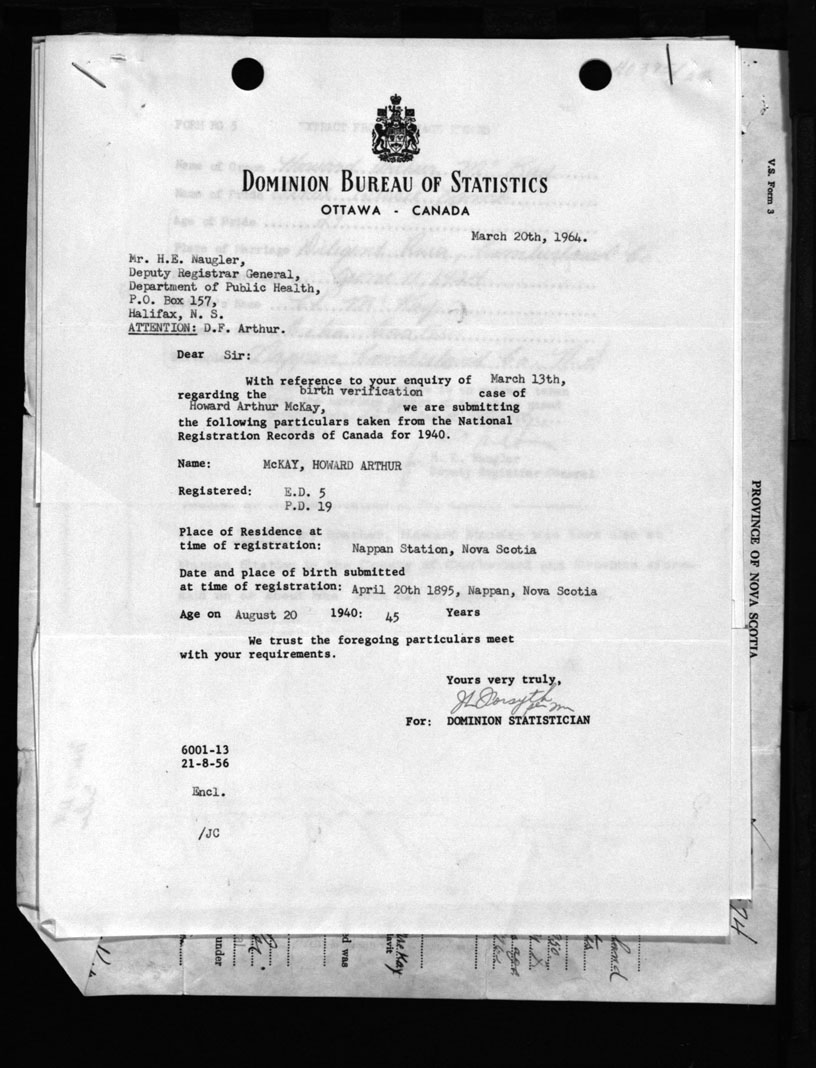 DOMINION BUREAU OF STATISTICS
OTTAWA - CANADA
March 20th, 1964.
Mr. H.E. Naugler,
Deputy Registrar General,
Department of Public Health,
P.O. Box 157,
Halifax, N. S.
ATTENTION: D.F. Arthur.
Dear Sir:
With reference to your enquiry of March 13th,
regarding the birth verification case of
Howard Arthur McKay, we are submitting
the following particulars taken from the National
Registration Records of Canada for 1940.
Name: McKAY, HOWARD ARTHUR
Registered: E.D. 5
P.D. 19
Place of Residence at
time of registration: Nappan Station, Nova Scotia
Date and place of birth submitted
at time of registration: April 20th 1895, Nappan, Nova Scotia
Age on August 20 1940: 45 Years
We trust the foregoing particulars meet
with your requirements.
Yours very truly,
For: DOMINION STATISTICIAN
6001-13
21-8-56
Encl.
/JC
V.S. Form 3
PROVINCE OF NOVA SCOTIA
under
d was